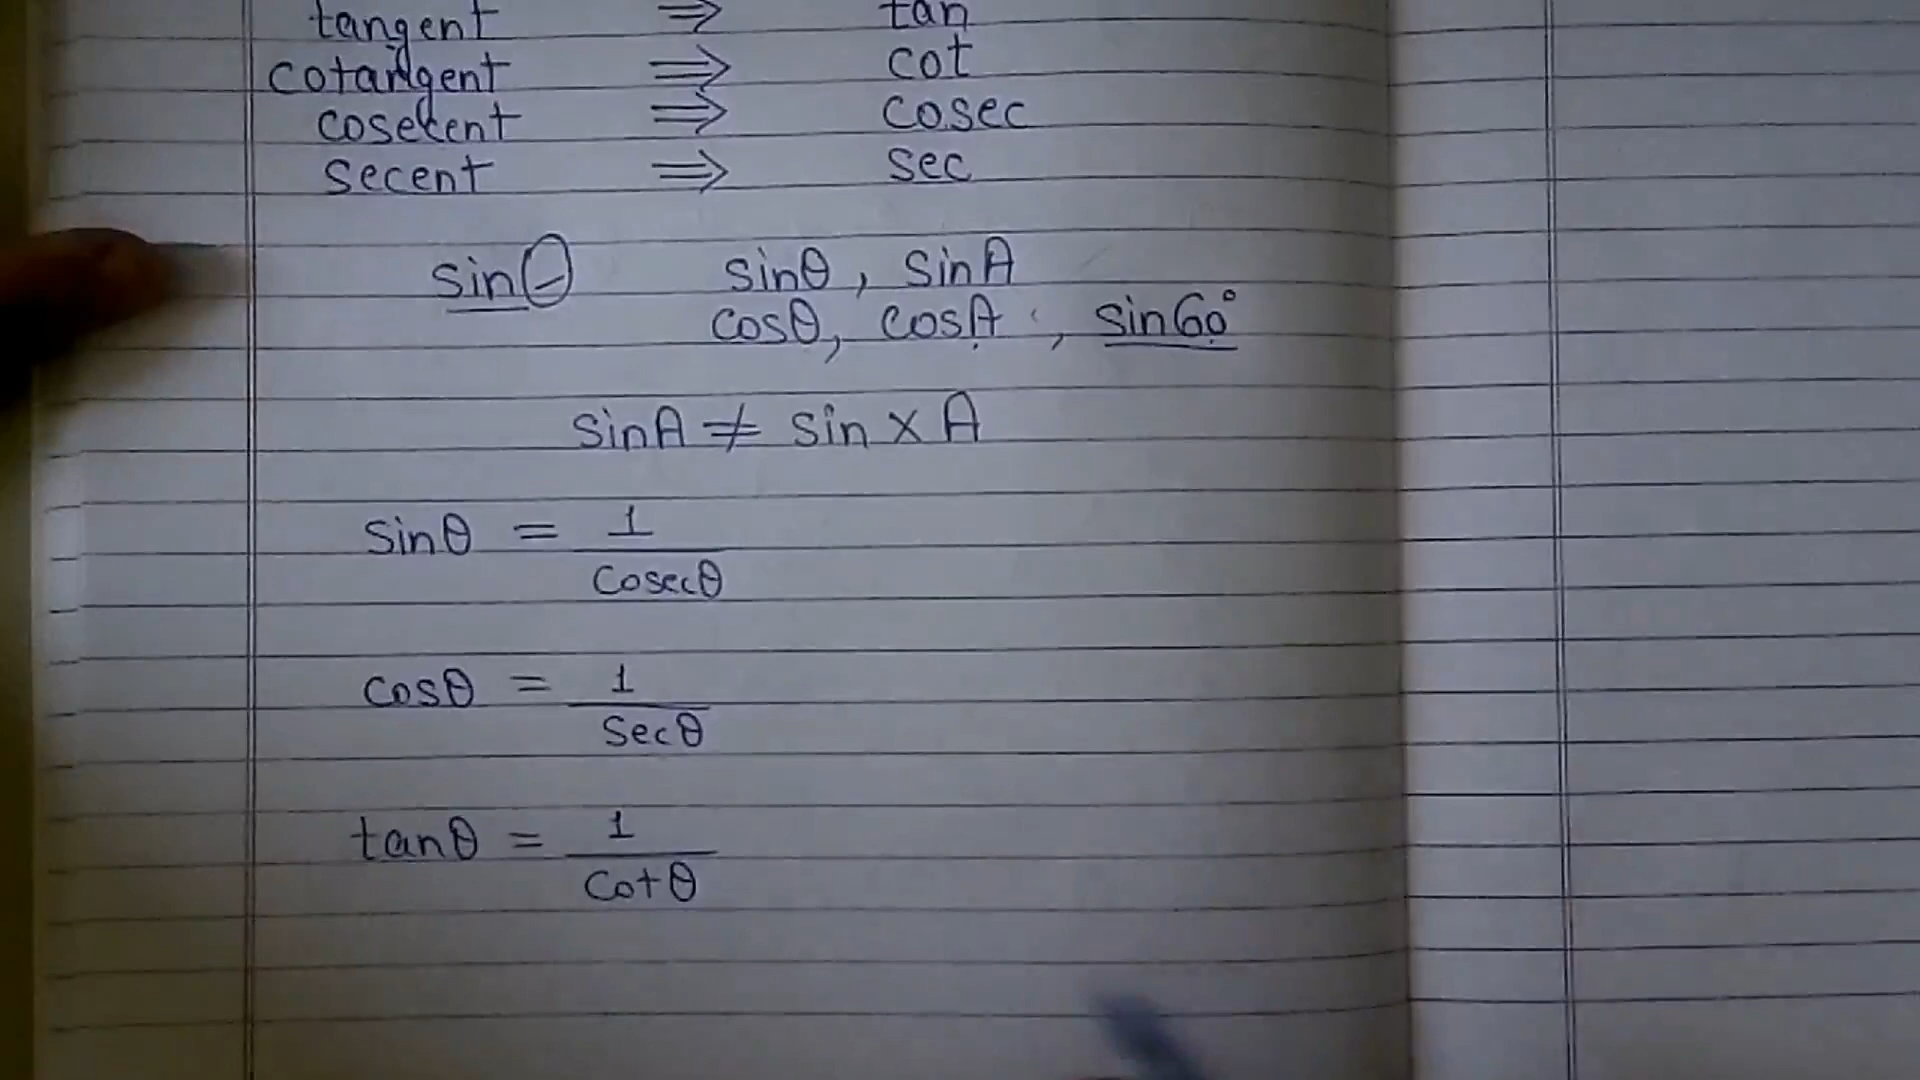 tangent ⇒ tan
cotangent ⇒ cot
cosecent ⇒ cosec
secent ⇒ sec
sinθ sinθ, sinA
cosθ, cosA, sin60°
sinA ≠ sin × A
sinθ = 1/cosecθ
cosθ = 1/secθ
tanθ = 1/cotθ